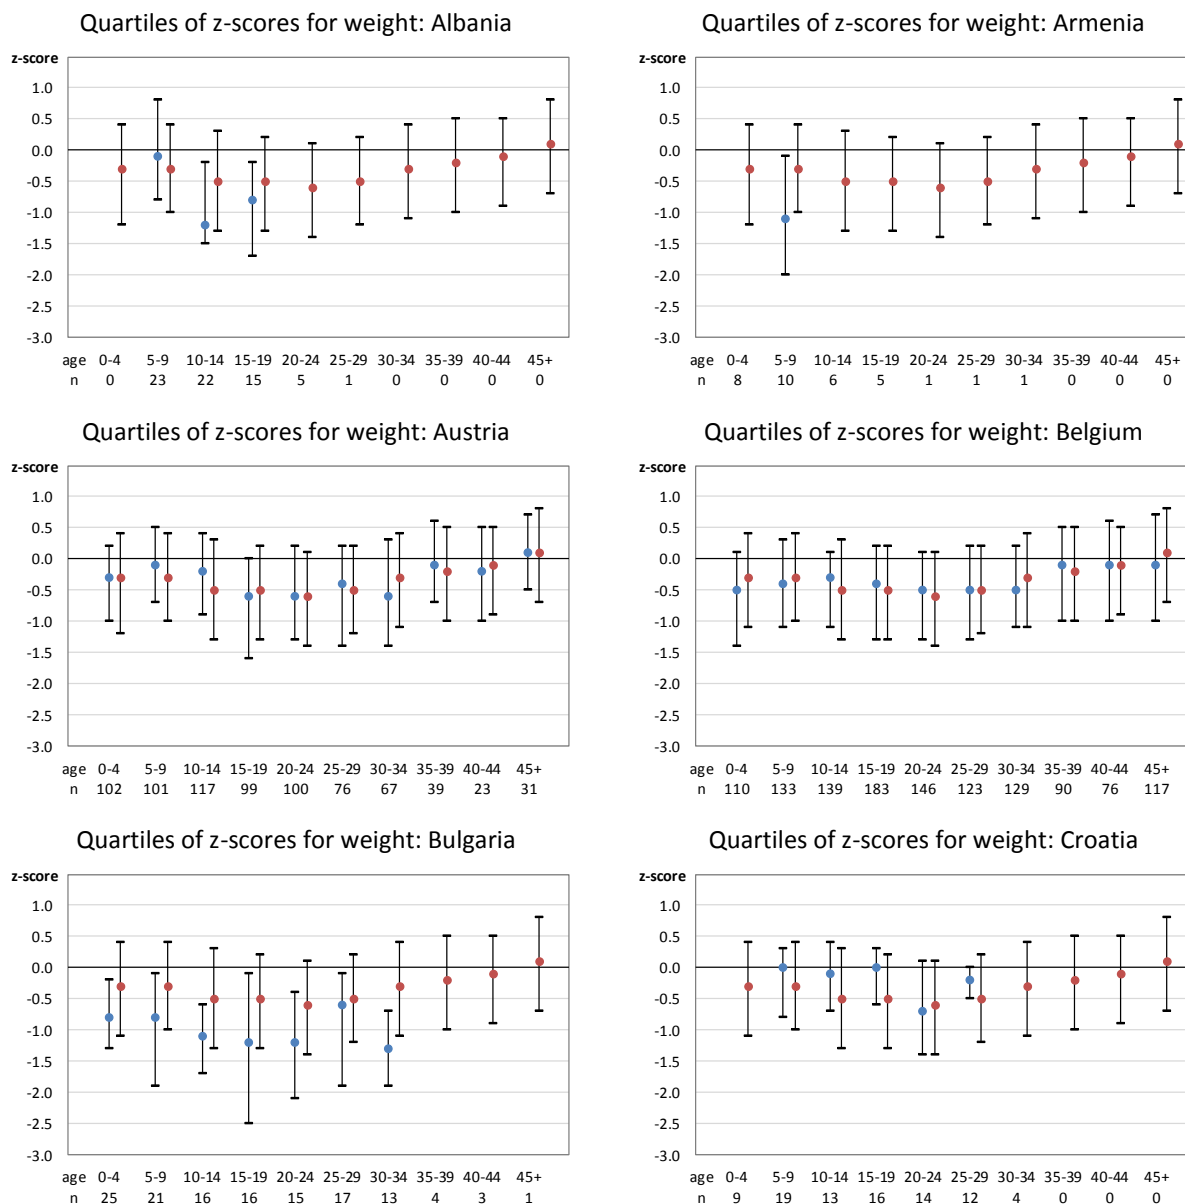 Quartiles of z-scores for weight: Albania
z-score
1.0
0.5
0.0
-0.5
-1.0
-1.5
-2.0
-2.5
-3.0
age 0-4 5-9 10-14 15-19 20-24 25-29 30-34 35-39 40-44 45+
n 0 23 22 15 5 1 0 0 0 0
Quartiles of z-scores for weight: Armenia
z-score
1.0
0.5
0.0
-0.5
-1.0
-1.5
-2.0
-2.5
-3.0
age 0-4 5-9 10-14 15-19 20-24 25-29 30-34 35-39 40-44 45+
n 8 10 6 5 1 1 1 0 0 0
Quartiles of z-scores for weight: Austria
z-score
1.0
0.5
0.0
-0.5
-1.0
-1.5
-2.0
-2.5
-3.0
age 0-4 5-9 10-14 15-19 20-24 25-29 30-34 35-39 40-44 45+
n 102 101 117 99 100 76 67 39 23 31
Quartiles of z-scores for weight: Belgium
z-score
1.0
0.5
0.0
-0.5
-1.0
-1.5
-2.0
-2.5
-3.0
age 0-4 5-9 10-14 15-19 20-24 25-29 30-34 35-39 40-44 45+
n 110 133 139 183 146 123 129 90 76 117
Quartiles of z-scores for weight: Bulgaria
z-score
1.0
0.5
0.0
-0.5
-1.0
-1.5
-2.0
-2.5
-3.0
age 0-4 5-9 10-14 15-19 20-24 25-29 30-34 35-39 40-44 45+
n 25 21 16 16 15 17 13 4 3 1
Quartiles of z-scores for weight: Croatia
z-score
1.0
0.5
0.0
-0.5
-1.0
-1.5
-2.0
-2.5
-3.0
age 0-4 5-9 10-14 15-19 20-24 25-29 30-34 35-39 40-44 45+
n 9 19 13 16 14 12 4 0 0 0